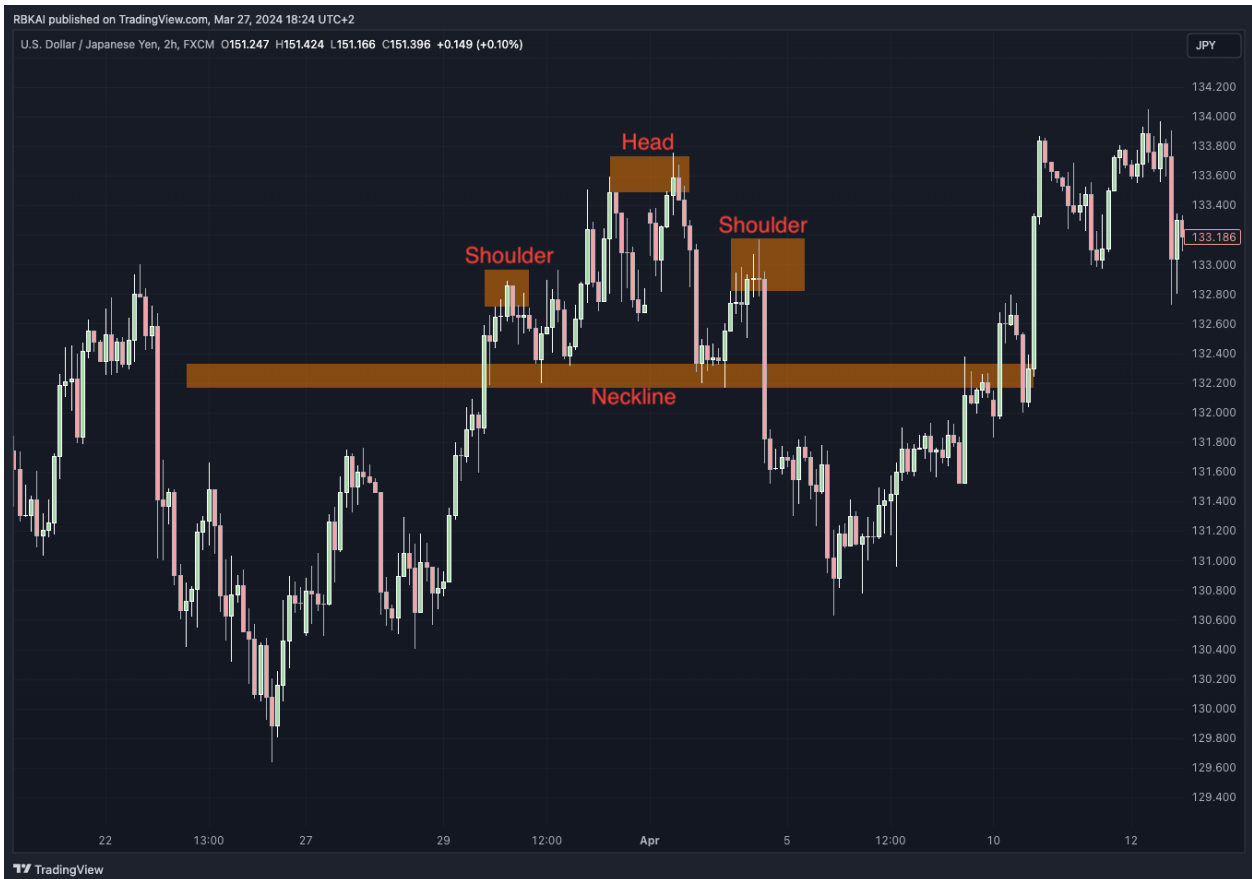 RBKAI published on TradingView.com, Mar 27, 2024 18:24 UTC+2
U.S. Dollar / Japanese Yen, 2h, FXCM O151.247 H151.424 L151.166 C151.396 +0.149 (+0.10%)
JPY
134.200
134.000
Head
133.800
133.600
133.400
Shoulder
133.186
Shoulder
133.000
132.800
132.600
132.400
132.200
Neckline
132.000
131.800
131.600
131.400
131.200
131.000
130.800
130.600
130.400
130.200
130.000
129.800
129.600
129.400
22 13:00 27 29 12:00 Apr 5 12:00 10 12
TradingView